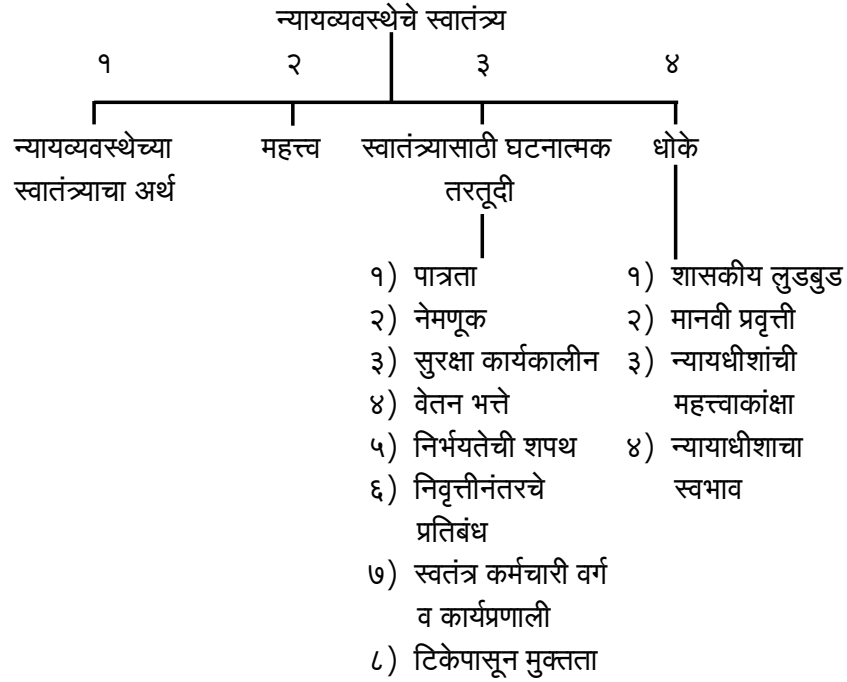 न्यायव्यवस्थेचे स्वातंत्र्य
१ २ ३ ४
न्यायव्यवस्थेच्या
स्वातंत्र्याचा अर्थ
महत्त्व
स्वातंत्र्यासाठी घटनात्मक
तरतूदी
१) पात्रता
२) नेमणूक
३) सुरक्षा कार्यकालीन
४) वेतन भत्ते
५) निर्भयतेची शपथ
६) निवृत्तीनंतरचे
प्रतिबंध
७) स्वतंत्र कर्मचारी वर्ग
व कार्यप्रणाली
८) टिकेपासून मुक्तता
धोके
१) शासकीय लुडबुड
२) मानवी प्रवृत्ती
३) न्यायधीशांची
महत्त्वाकांक्षा
४) न्यायाधीशाचा
स्वभाव